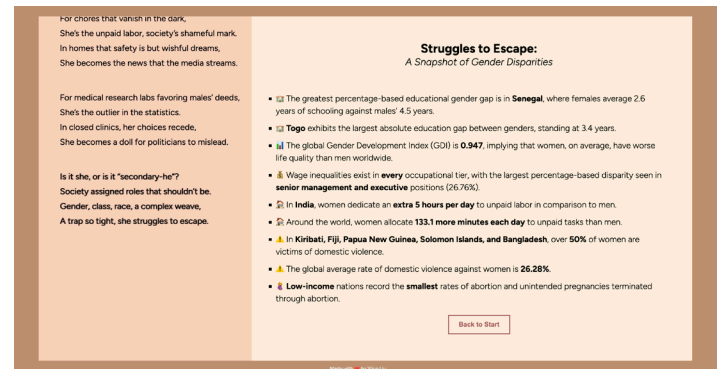 For chores that vanish in the dark,
She's the unpaid labor, society's shameful mark.
In homes that safety is but wishful dreams,
She becomes the news that the media streams.
For medical research labs favoring males' deeds,
She's the outlier in the statistics.
In closed clinics, her choices recede,
She becomes a doll for politicians to mislead.
Is it she, or is it "secondary-he"?
Society assigned roles that shouldn't be.
Gender, class, race, a complex weave,
A trap so tight, she struggles to escape.
Struggles to Escape:
A Snapshot of Gender Disparities
▪ 🏫 The greatest percentage-based educational gender gap is in Senegal, where females average 2.6
years of schooling against males' 4.5 years.
▪ 🏫 Togo exhibits the largest absolute education gap between genders, standing at 3.4 years.
▪ 📊 The global Gender Development Index (GDI) is 0.947, implying that women, on average, have worse
life quality than men worldwide.
▪ 💰 Wage inequalities exist in every occupational tier, with the largest percentage-based disparity seen in
senior management and executive positions (26.76%).
▪ 🏠 In India, women dedicate an extra 5 hours per day to unpaid labor in comparison to men.
▪ 🏠 Around the world, women allocate 133.1 more minutes each day to unpaid tasks than men.
▪ ⚠️ In Kiribati, Fiji, Papua New Guinea, Solomon Islands, and Bangladesh, over 50% of women are
victims of domestic violence.
▪ ⚠️ The global average rate of domestic violence against women is 26.28%.
▪ 🤰 Low-income nations record the smallest rates of abortion and unintended pregnancies terminated
through abortion.
Back to Start